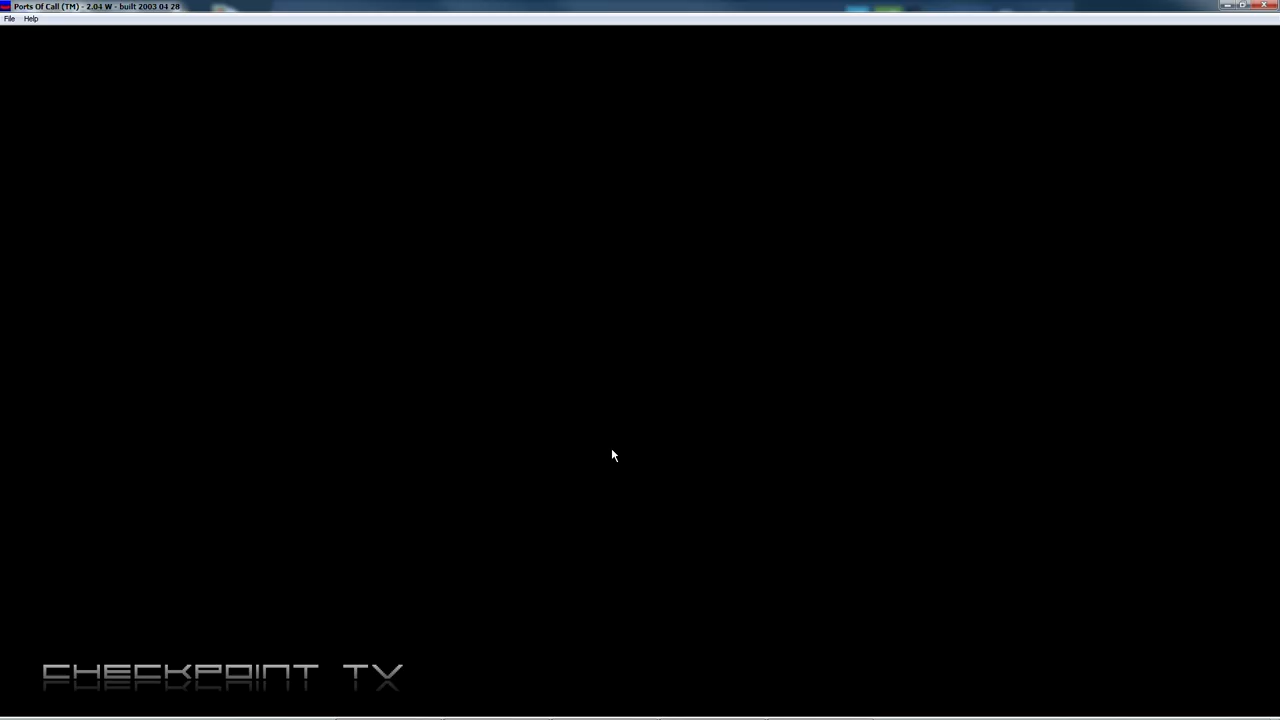 Ports Of Call (TM) - 2.04 W - built 2003 04 28
File Help
CHECKPOINT TV